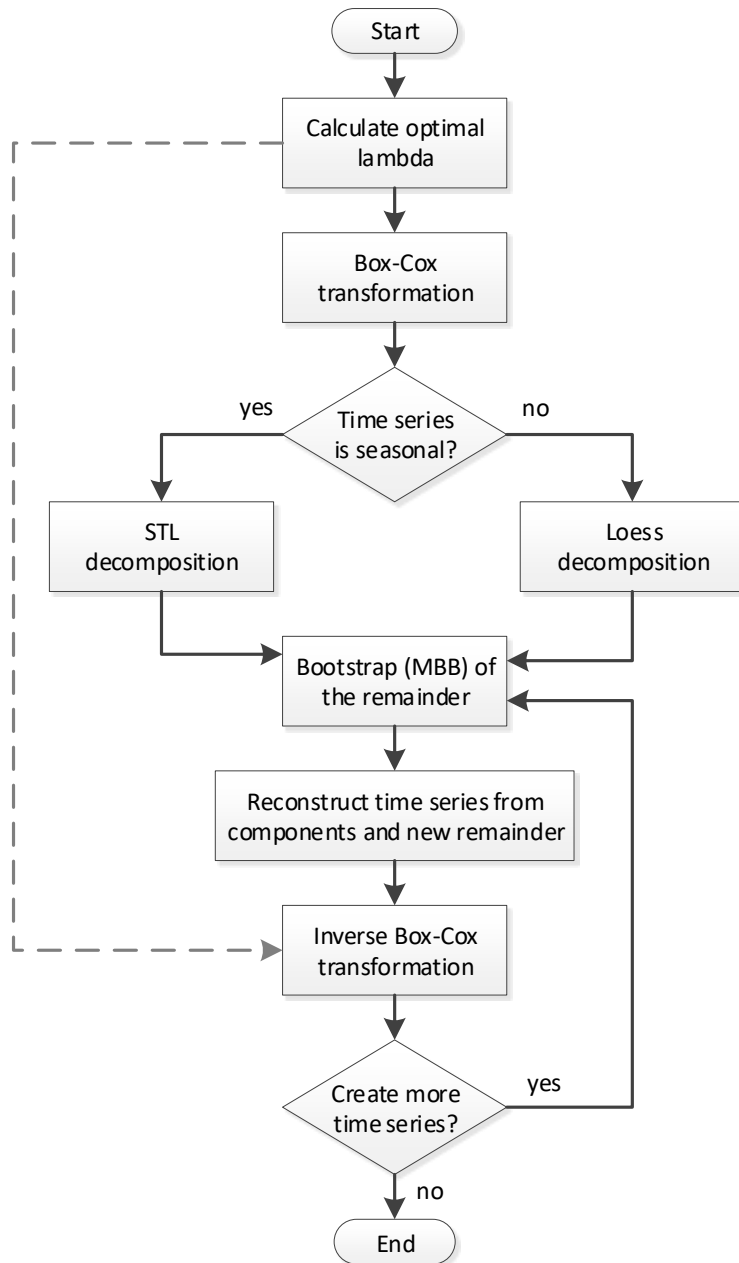 Start
Calculate optimal
lambda
Box-Cox
transformation
yes
Time series
is seasonal?
no
STL
decomposition
Loess
decomposition
Bootstrap (MBB) of
the remainder
Reconstruct time series from
components and new remainder
Inverse Box-Cox
transformation
Create more
time series?
yes
no
End